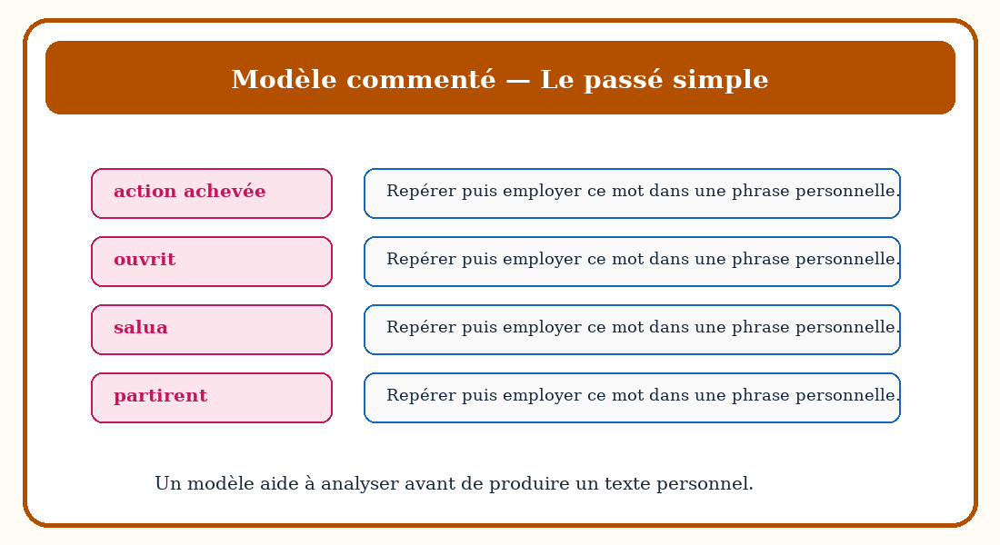 Modèle commenté — Le passé simple
action achevée
Repérer puis employer ce mot dans une phrase personnelle.
ouvrit
Repérer puis employer ce mot dans une phrase personnelle.
salua
Repérer puis employer ce mot dans une phrase personnelle.
partirent
Repérer puis employer ce mot dans une phrase personnelle.
Un modèle aide à analyser avant de produire un texte personnel.